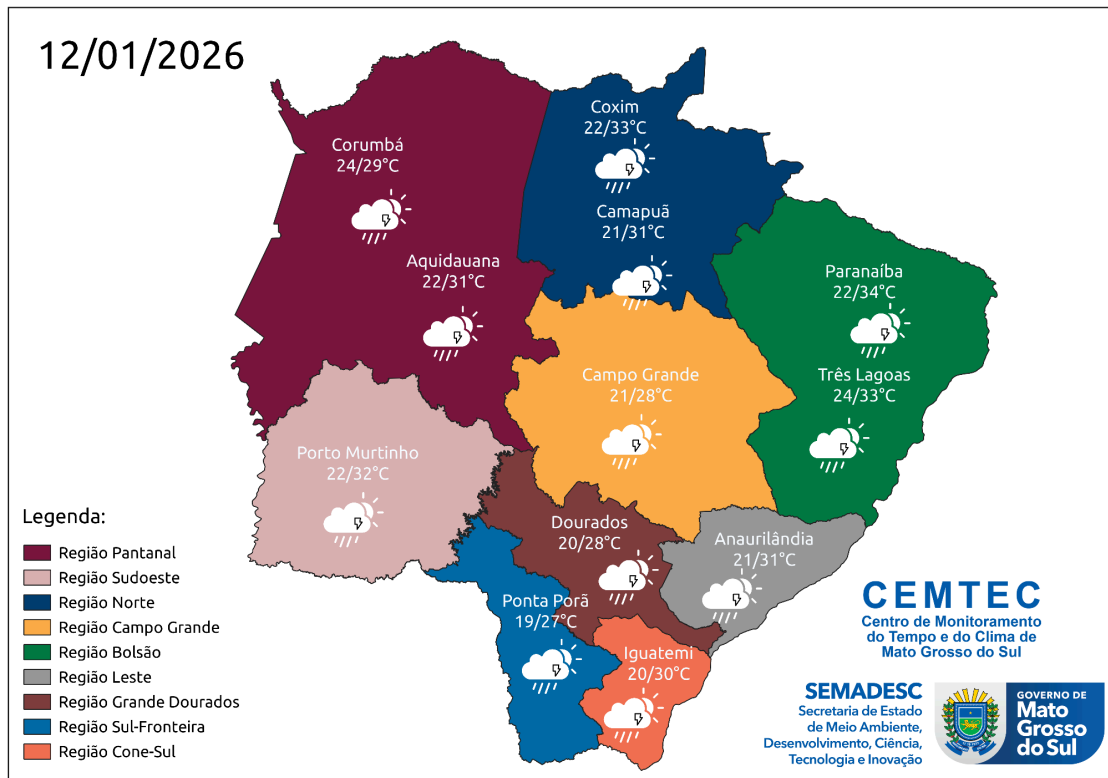 12/01/2026
Coxim
22/33°C
Corumbá
24/29°C
Camapuã
21/31°C
Aquidauana
22/31°C
Paranaíba
22/34°C
Campo Grande
21/28°C
Três Lagoas
24/33°C
Porto Murtinho
22/32°C
Dourados
20/28°C
Anaurilândia
21/31°C
Ponta Porã
19/27°C
Iguatemi
20/30°C
Legenda:
Região Pantanal
Região Sudoeste
Região Norte
Região Campo Grande
Região Bolsão
Região Leste
Região Grande Dourados
Região Sul-Fronteira
Região Cone-Sul
CEMTEC
Centro de Monitoramento
do Tempo e do Clima de
Mato Grosso do Sul
SEMADESC
Secretaria de Estado
de Meio Ambiente,
Desenvolvimento, Ciência,
Tecnologia e Inovação
GOVERNO DE
Mato
Grosso
do Sul